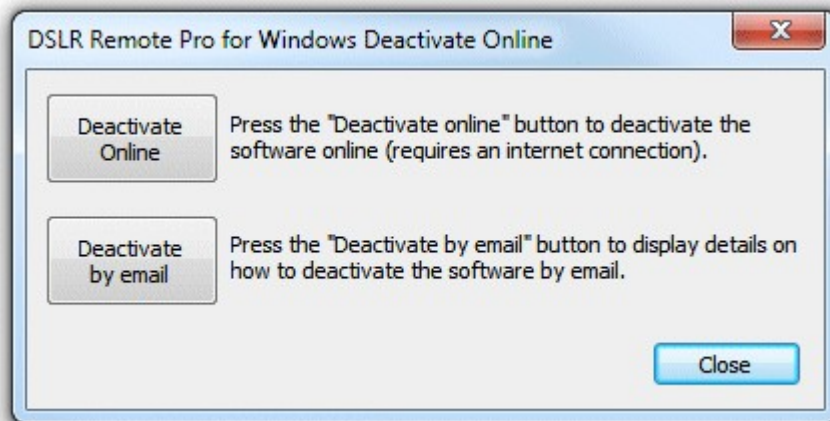 DSLR Remote Pro for Windows Deactivate Online
Deactivate
Online
Press the "Deactivate online" button to deactivate the
software online (requires an internet connection).
Deactivate
by email
Press the "Deactivate by email" button to display details on
how to deactivate the software by email.
Close